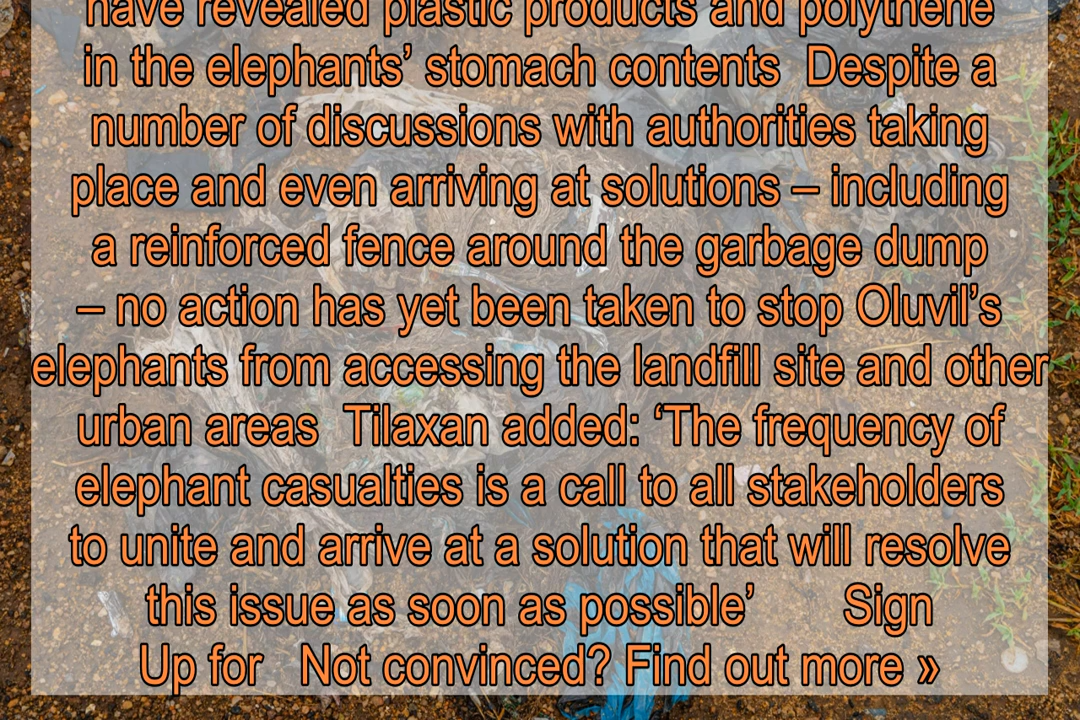 have revealed plastic products and polythene
in the elephants’ stomach contents  Despite a
number of discussions with authorities taking
place and even arriving at solutions – including
a reinforced fence around the garbage dump
– no action has yet been taken to stop Oluvil’s
elephants from accessing the landfill site and other
urban areas  Tilaxan added: ‘The frequency of
elephant casualties is a call to all stakeholders
to unite and arrive at a solution that will resolve
this issue as soon as possible’    Sign
Up for  Not convinced? Find out more »